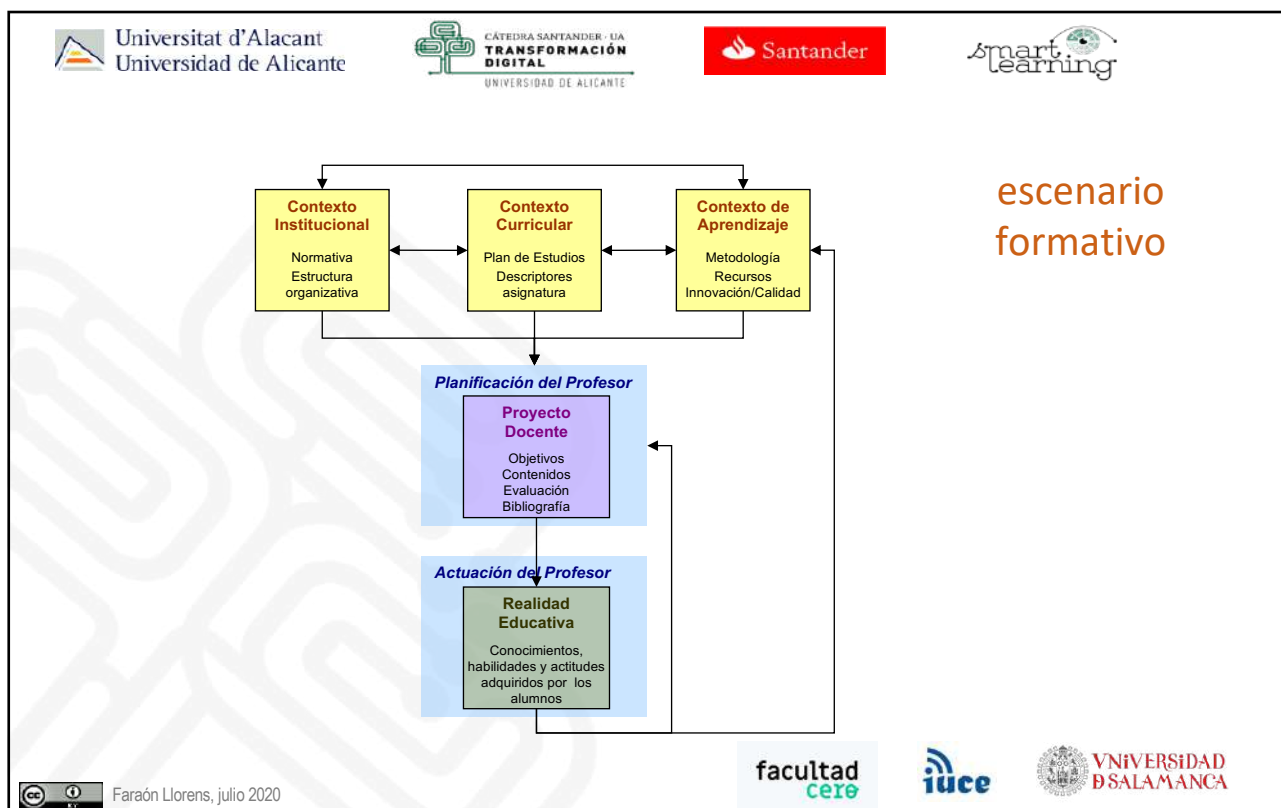 Universitat d'Alacant
Universidad de Alicante
CÁTEDRA SANTANDER · UA
TRANSFORMACIÓN
DIGITAL
UNIVERSIDAD DE ALICANTE
Santander
smart
learning
escenario
formativo
Contexto
Institucional
Normativa
Estructura
organizativa
Contexto
Curricular
Plan de Estudios
Descriptores
asignatura
Contexto de
Aprendizaje
Metodología
Recursos
Innovación/Calidad
Planificación del Profesor
Proyecto
Docente
Objetivos
Contenidos
Evaluación
Bibliografía
Actuación del Profesor
Realidad
Educativa
Conocimientos,
habilidades y actitudes
adquiridos por los
alumnos
cc
Faraón Llorens, julio 2020
facultad
cero
iuce
VNiVERSiDAD
D SALAMANCA